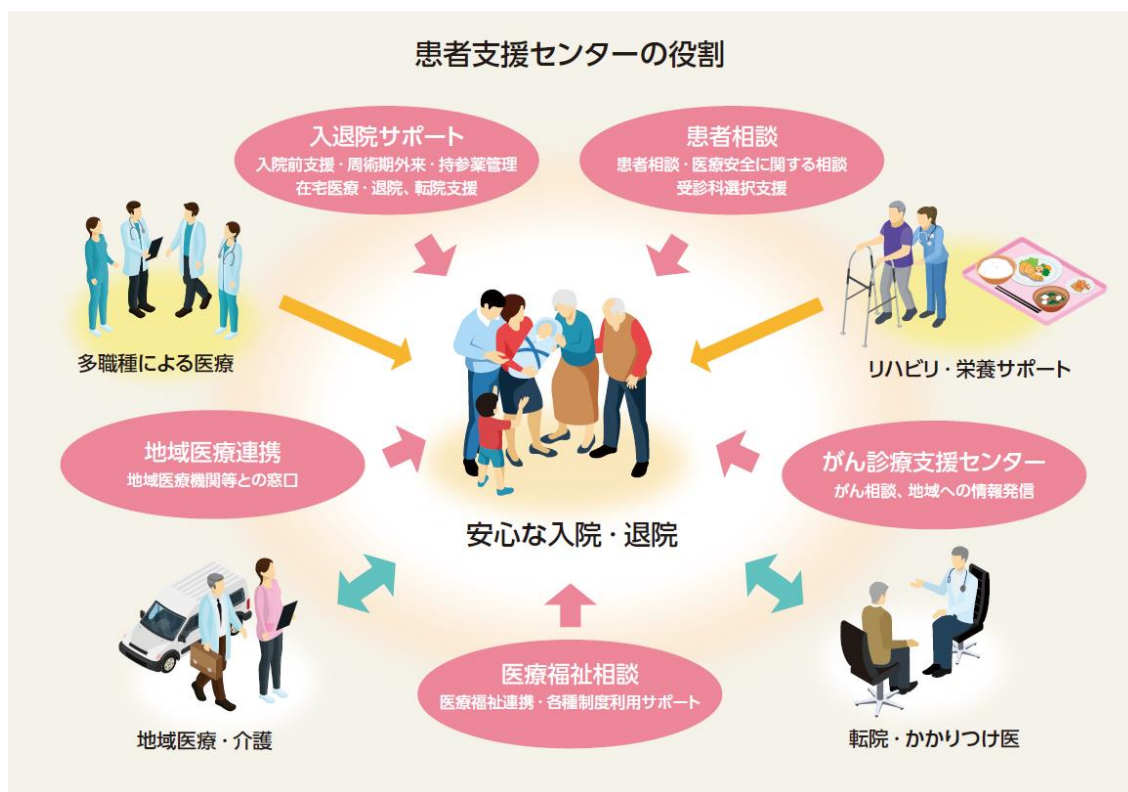 患者支援センターの役割
入退院サポート
入院前支援・周術期外来・持参薬管理
在宅医療・退院、転院支援
患者相談
患者相談・医療安全に関する相談
受診科選択支援
多職種による医療
リハビリ・栄養サポート
地域医療連携
地域医療機関等との窓口
がん診療支援センター
がん相談、地域への情報発信
安心な入院・退院
医療福祉相談
医療福祉連携・各種制度利用サポート
地域医療・介護
転院・かかりつけ医